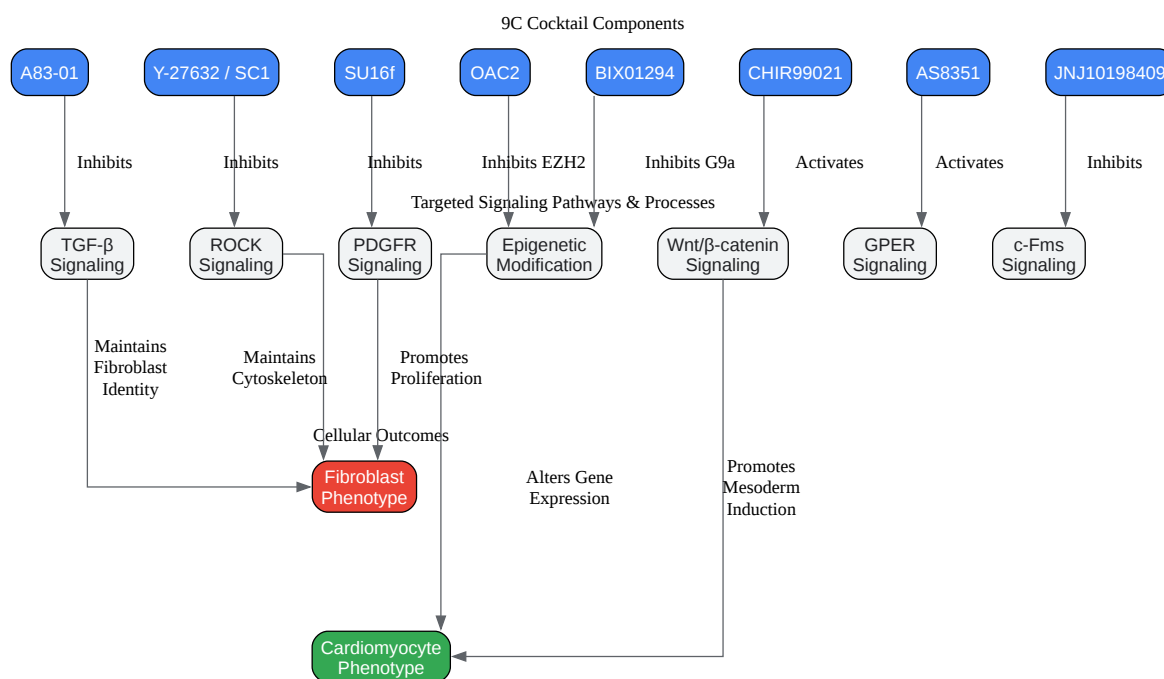 9C Cocktail Components
A83-01
Y-27632 / SC1
SU16f
OAC2
BIX01294
CHIR99021
AS8351
JNJ10198409
Inhibits
Inhibits
Inhibits
Inhibits EZH2
Inhibits G9a
Activates
Activates
Inhibits
Targeted Signaling Pathways & Processes
TGF-β
Signaling
ROCK
Signaling
PDGFR
Signaling
Epigenetic
Modification
Wnt/β-catenin
Signaling
GPER
Signaling
c-Fms
Signaling
Maintains
Fibroblast
Identity
Maintains
Cytoskeleton
Promotes
Proliferation
Cellular Outcomes
Fibroblast
Phenotype
Alters Gene
Expression
Promotes
Mesoderm
Induction
Cardiomyocyte
Phenotype